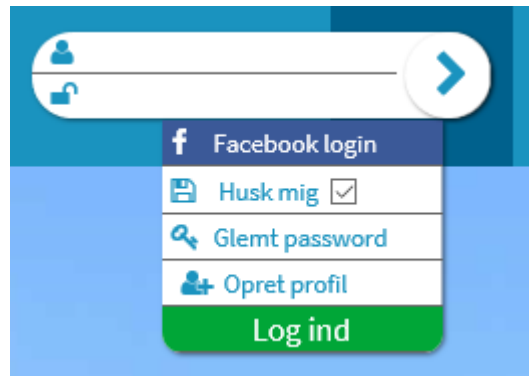 Facebook login
Husk mig
Glemt password
Opret profil
Log ind